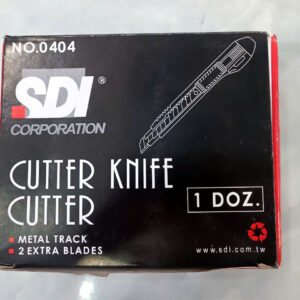 NO.0404
SDI®
CORPORATION
CUTTER KNIFE
CUTTER
1 DOZ.
METAL TRACK
2 EXTRA BLADES
www.sdi.com.tw